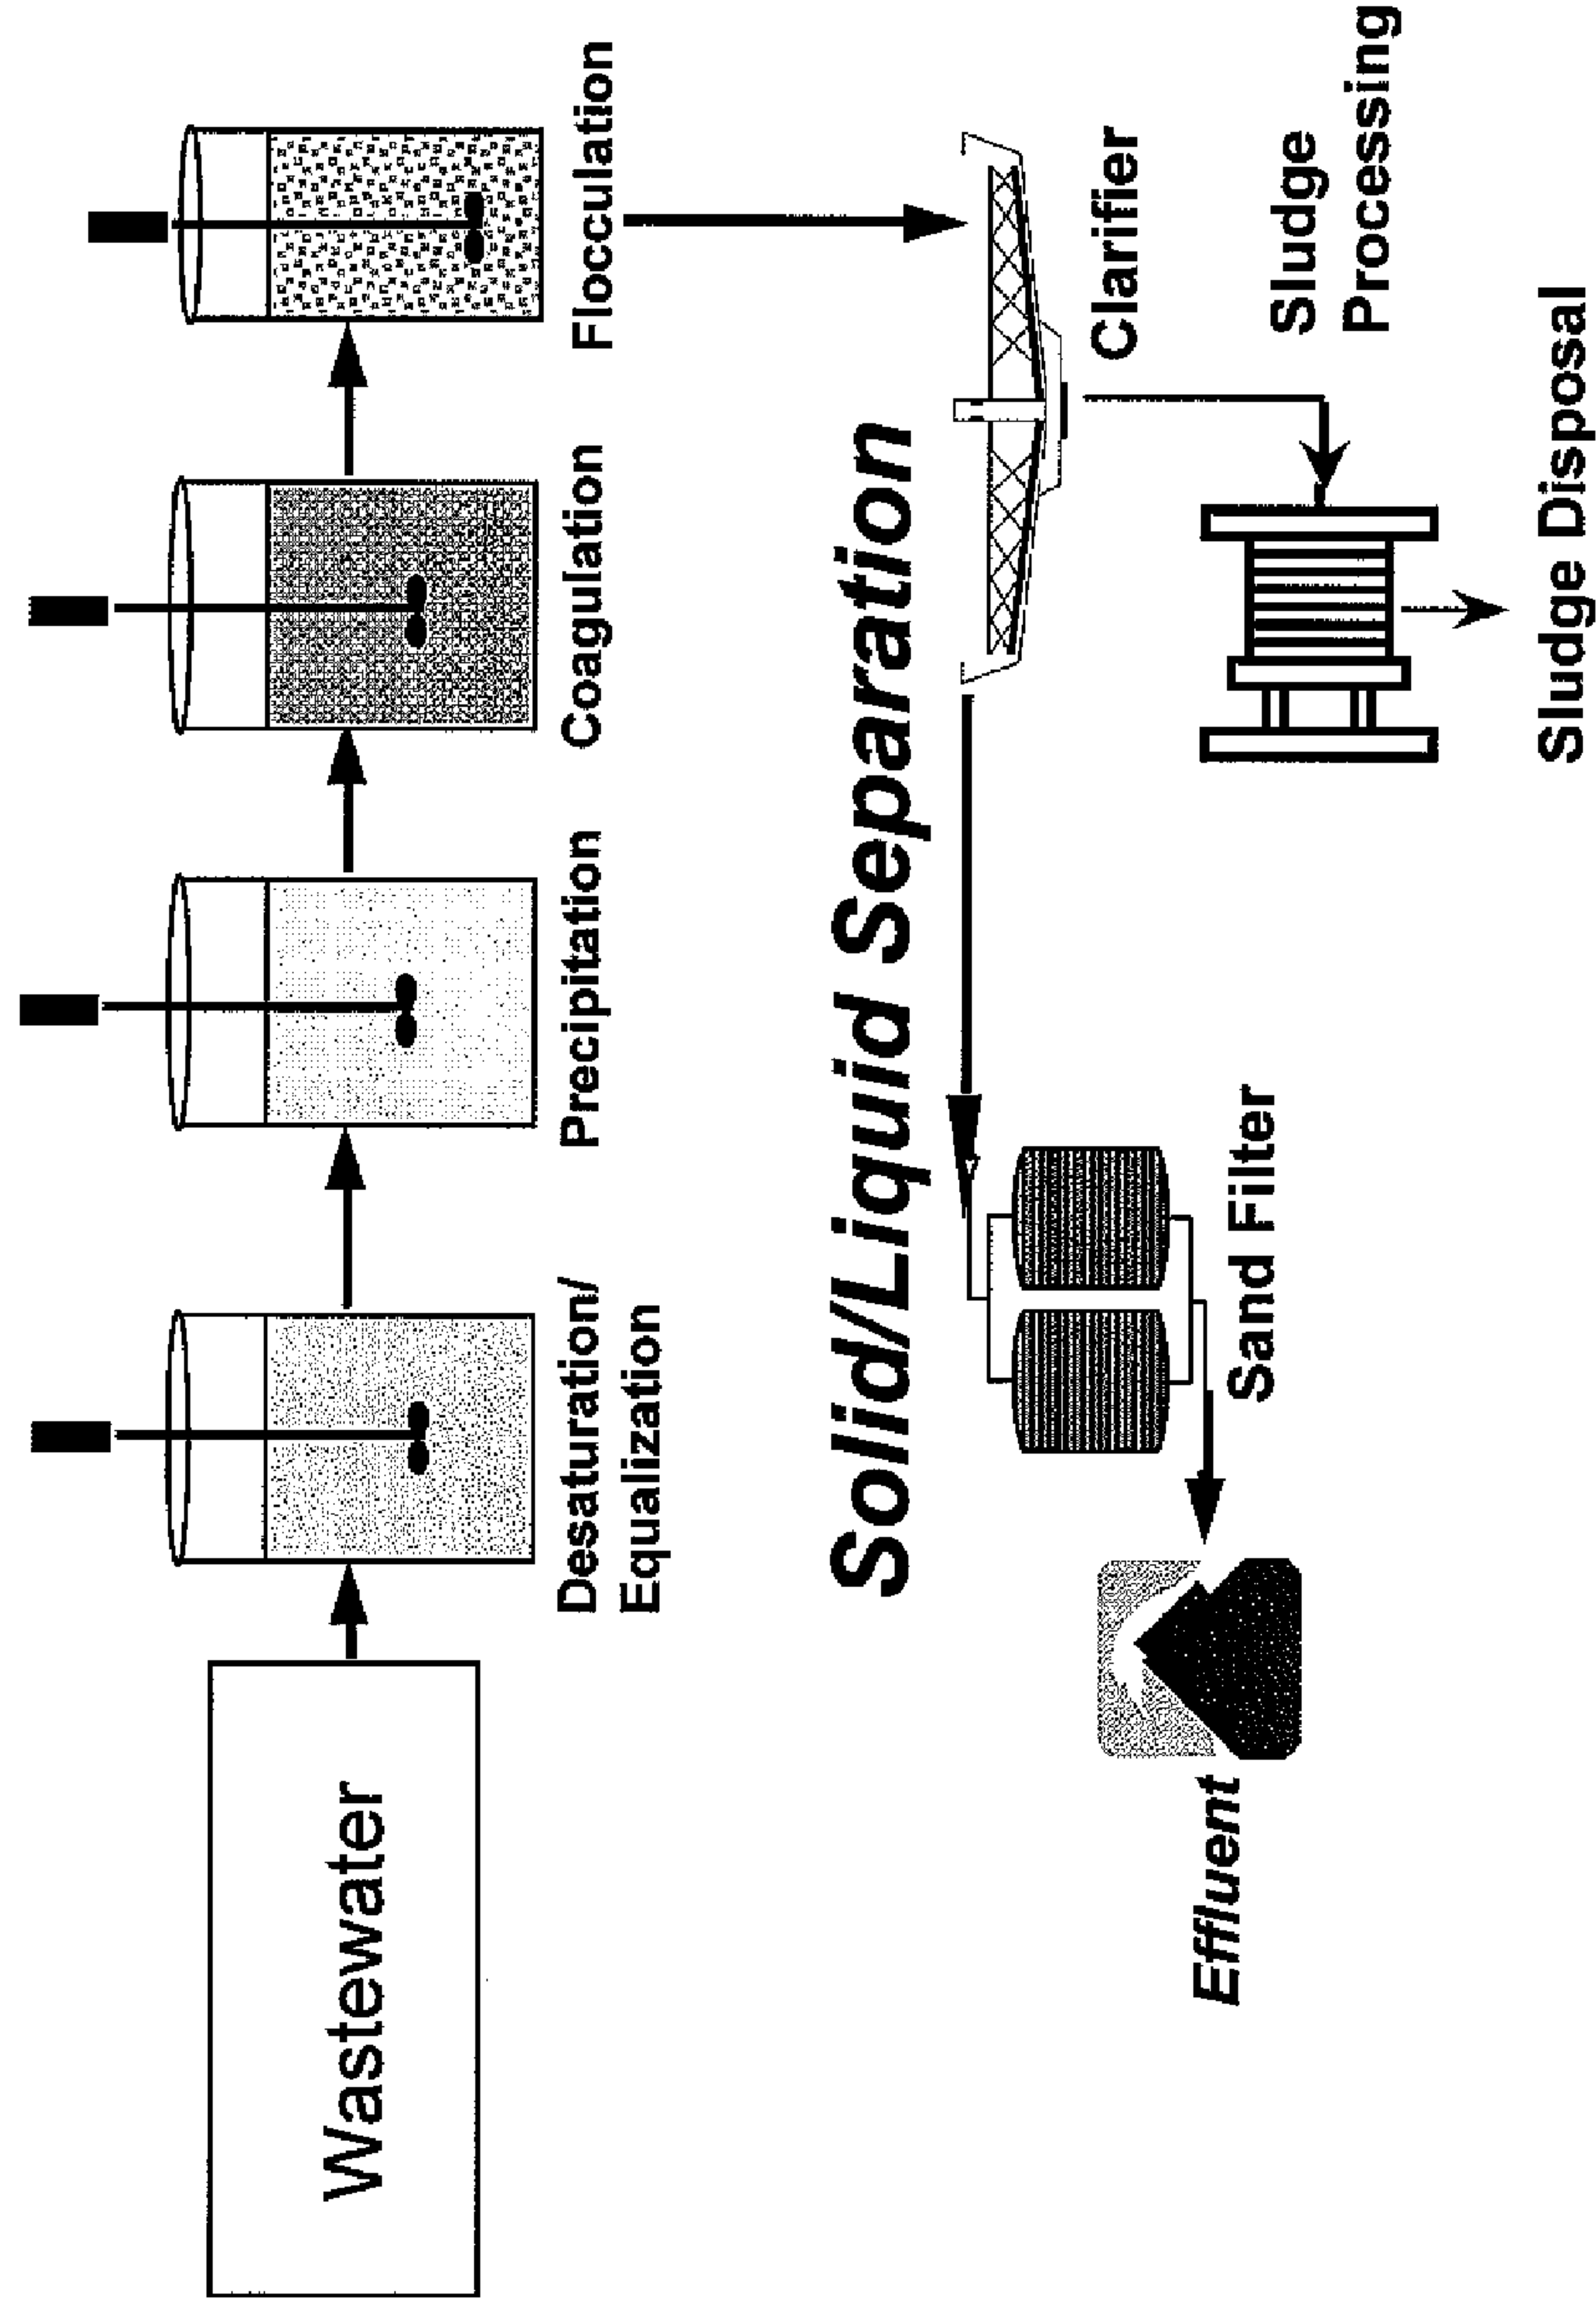 Wastewater
Desaturation/
Equalization
Precipitation
Coagulation
Flocculation
Solid/Liquid Separation
Clarifier
Sand Filter
Effluent
Sludge
Processing
Sludge Disposal